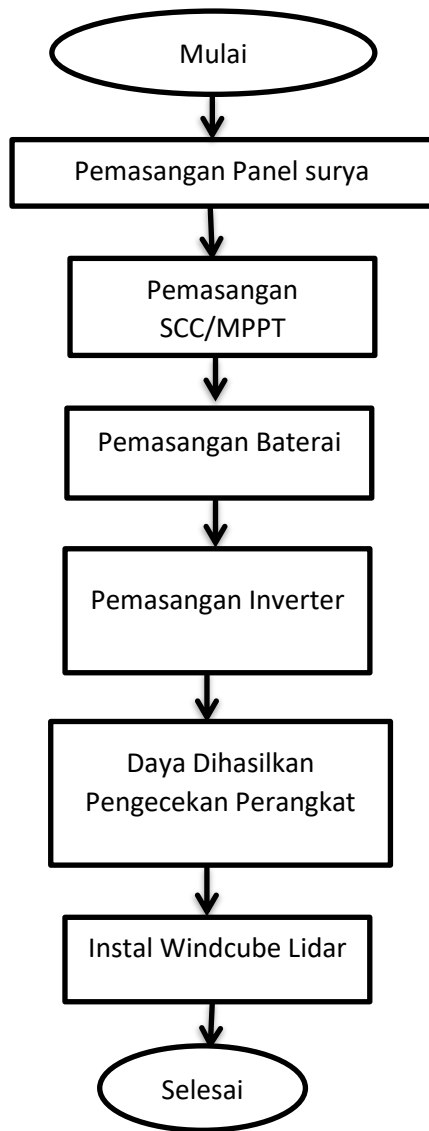 Mulai
Pemasangan Panel surya
Pemasangan
SCC/MPPT
Pemasangan Baterai
Pemasangan Inverter
Daya Dihasilkan
Pengecekan Perangkat
Instal Windcube Lidar
Selesai